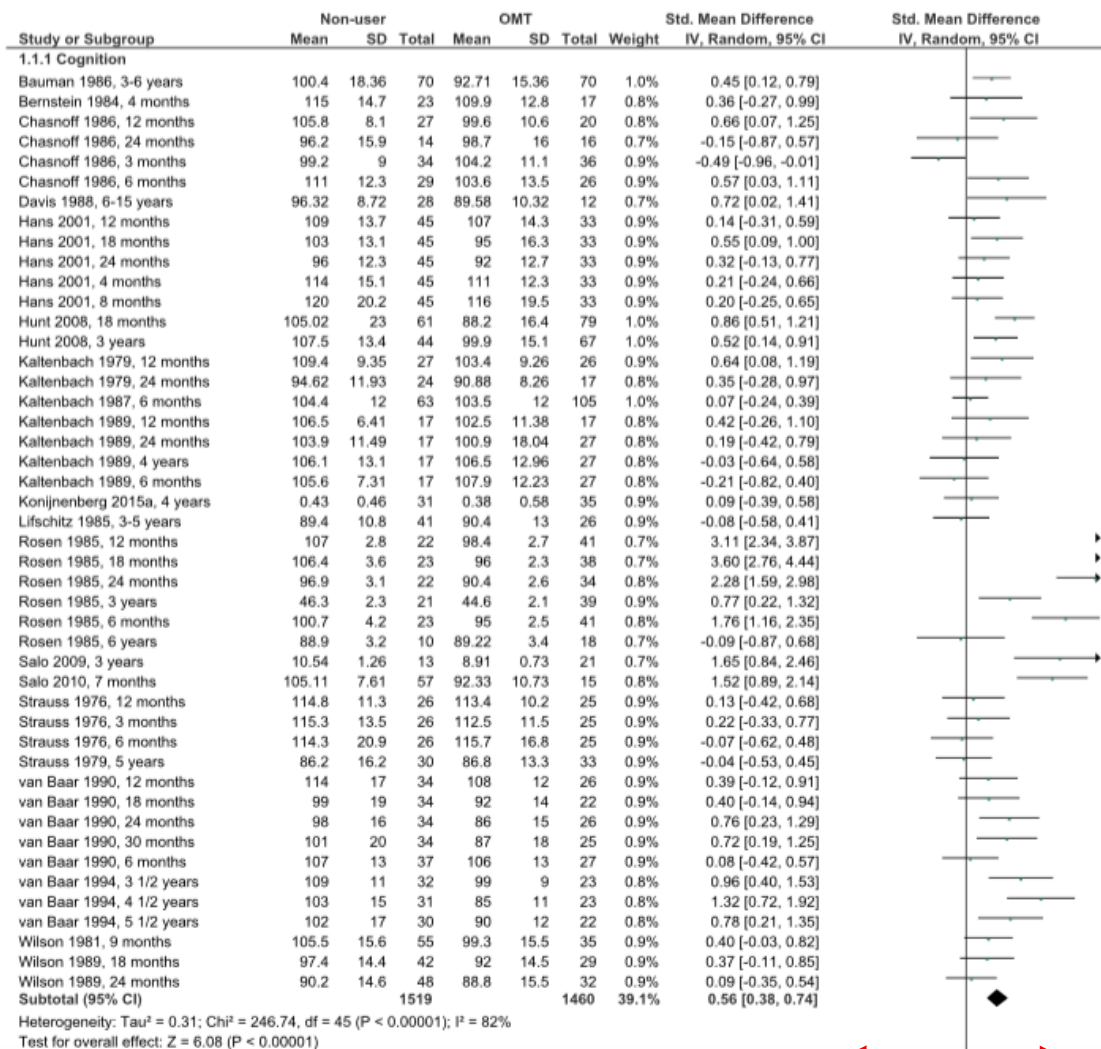 Non-user OMT Std. Mean Difference Std. Mean Difference
Study or Subgroup Mean SD Total Mean SD Total Weight IV, Random, 95% CI IV, Random, 95% CI
1.1.1 Cognition
Bauman 1986, 3-6 years 100.4 18.36 70 92.71 15.36 70 1.0% 0.45 [0.12, 0.79]
Bernstein 1984, 4 months 115 14.7 23 109.9 12.8 17 0.8% 0.36 [-0.27, 0.99]
Chasnoff 1986, 12 months 105.8 8.1 27 99.6 10.6 20 0.8% 0.66 [0.07, 1.25]
Chasnoff 1986, 24 months 96.2 15.9 14 98.7 16 16 0.7% -0.15 [-0.87, 0.57]
Chasnoff 1986, 3 months 99.2 9 34 104.2 11.1 36 0.9% -0.49 [-0.96, -0.01]
Chasnoff 1986, 6 months 111 12.3 29 103.6 13.5 26 0.9% 0.57 [0.03, 1.11]
Davis 1988, 6-15 years 96.32 8.72 28 89.58 10.32 12 0.7% 0.72 [0.02, 1.41]
Hans 2001, 12 months 109 13.7 45 107 14.3 33 0.9% 0.14 [-0.31, 0.59]
Hans 2001, 18 months 103 13.1 45 95 16.3 33 0.9% 0.55 [0.09, 1.00]
Hans 2001, 24 months 96 12.3 45 92 12.7 33 0.9% 0.32 [-0.13, 0.77]
Hans 2001, 4 months 114 15.1 45 111 12.3 33 0.9% 0.21 [-0.24, 0.66]
Hans 2001, 8 months 120 20.2 45 116 19.5 33 0.9% 0.20 [-0.25, 0.65]
Hunt 2008, 18 months 105.02 23 61 88.2 16.4 79 1.0% 0.86 [0.51, 1.21]
Hunt 2008, 3 years 107.5 13.4 44 99.9 15.1 67 0.9% 0.52 [0.14, 0.91]
Kaltenbach 1979, 12 months 109.4 9.35 27 103.4 9.26 26 0.8% 0.64 [0.08, 1.19]
Kaltenbach 1979, 24 months 94.62 11.93 24 90.88 8.26 17 0.8% 0.35 [-0.28, 0.97]
Kaltenbach 1987, 6 months 104.4 12 63 103.5 12 105 1.0% 0.07 [-0.24, 0.39]
Kaltenbach 1989, 12 months 106.5 6.41 17 102.5 11.38 17 0.8% 0.42 [-0.26, 1.10]
Kaltenbach 1989, 24 months 103.9 11.49 17 100.9 18.04 27 0.8% 0.19 [-0.42, 0.79]
Kaltenbach 1989, 4 years 106.1 13.1 17 106.5 12.96 27 0.8% -0.03 [-0.64, 0.58]
Kaltenbach 1989, 6 months 105.6 7.31 17 107.9 12.23 27 0.8% -0.21 [-0.82, 0.40]
Konijnenberg 2015a, 4 years 0.43 0.46 31 0.38 0.58 35 0.9% 0.09 [-0.39, 0.58]
Lifschitz 1985, 3-5 years 89.4 10.8 41 90.4 13 26 0.9% -0.08 [-0.58, 0.41]
Rosen 1985, 12 months 107 2.8 22 98.4 2.7 41 0.7% 3.11 [2.34, 3.87]
Rosen 1985, 18 months 106.4 3.6 23 96 2.3 38 0.7% 3.60 [2.76, 4.44]
Rosen 1985, 24 months 96.9 3.1 22 90.4 2.6 34 0.7% 2.28 [1.59, 2.98]
Rosen 1985, 3 years 46.3 2.3 21 44.6 2.1 39 0.9% 0.77 [0.22, 1.32]
Rosen 1985, 6 months 100.7 4.2 23 95 2.5 41 0.8% 1.76 [1.16, 2.35]
Rosen 1985, 6 years 88.9 3.2 10 89.22 3.4 18 0.7% -0.09 [-0.87, 0.68]
Salo 2009, 3 years 10.54 1.26 13 8.91 0.73 21 0.7% 1.65 [0.84, 2.46]
Salo 2010, 7 months 105.11 7.61 57 92.33 10.73 15 0.8% 1.52 [0.89, 2.14]
Strauss 1976, 12 months 114.8 11.3 26 113.4 10.2 25 0.9% 0.13 [-0.42, 0.68]
Strauss 1976, 3 months 115.3 13.5 26 112.5 11.5 25 0.9% 0.22 [-0.33, 0.77]
Strauss 1976, 6 months 114.3 20.9 26 115.7 16.8 25 0.9% -0.07 [-0.62, 0.48]
Strauss 1979, 5 years 86.2 16.2 30 86.8 13.3 33 0.9% -0.04 [-0.53, 0.45]
van Baar 1990, 12 months 114 17 34 108 12 26 0.9% 0.39 [-0.12, 0.91]
van Baar 1990, 18 months 99 19 34 92 14 22 0.9% 0.40 [-0.14, 0.94]
van Baar 1990, 24 months 98 16 34 86 15 26 0.9% 0.76 [0.23, 1.29]
van Baar 1990, 30 months 101 20 34 87 18 25 0.9% 0.72 [0.19, 1.25]
van Baar 1990, 6 months 107 13 37 106 13 27 0.9% 0.08 [-0.42, 0.57]
van Baar 1994, 3 1/2 years 109 11 32 99 9 23 0.8% 0.96 [0.40, 1.53]
van Baar 1994, 4 1/2 years 103 15 31 85 11 23 0.8% 1.32 [0.72, 1.92]
van Baar 1994, 5 1/2 years 102 17 30 90 12 22 0.8% 0.78 [0.21, 1.35]
Wilson 1981, 9 months 105.5 15.6 55 99.3 15.5 35 0.9% 0.40 [-0.03, 0.82]
Wilson 1989, 18 months 97.4 14.4 42 92 14.5 29 0.9% 0.37 [-0.11, 0.85]
Wilson 1989, 24 months 90.2 14.6 48 88.8 15.5 32 0.9% 0.09 [-0.35, 0.54]
Subtotal (95% CI) 1519 1460 39.1% 0.56 [0.38, 0.74]
Heterogeneity: Tau² = 0.31; Chi² = 246.74, df = 45 (P < 0.00001); I² = 82%
Test for overall effect: Z = 6.08 (P < 0.00001)